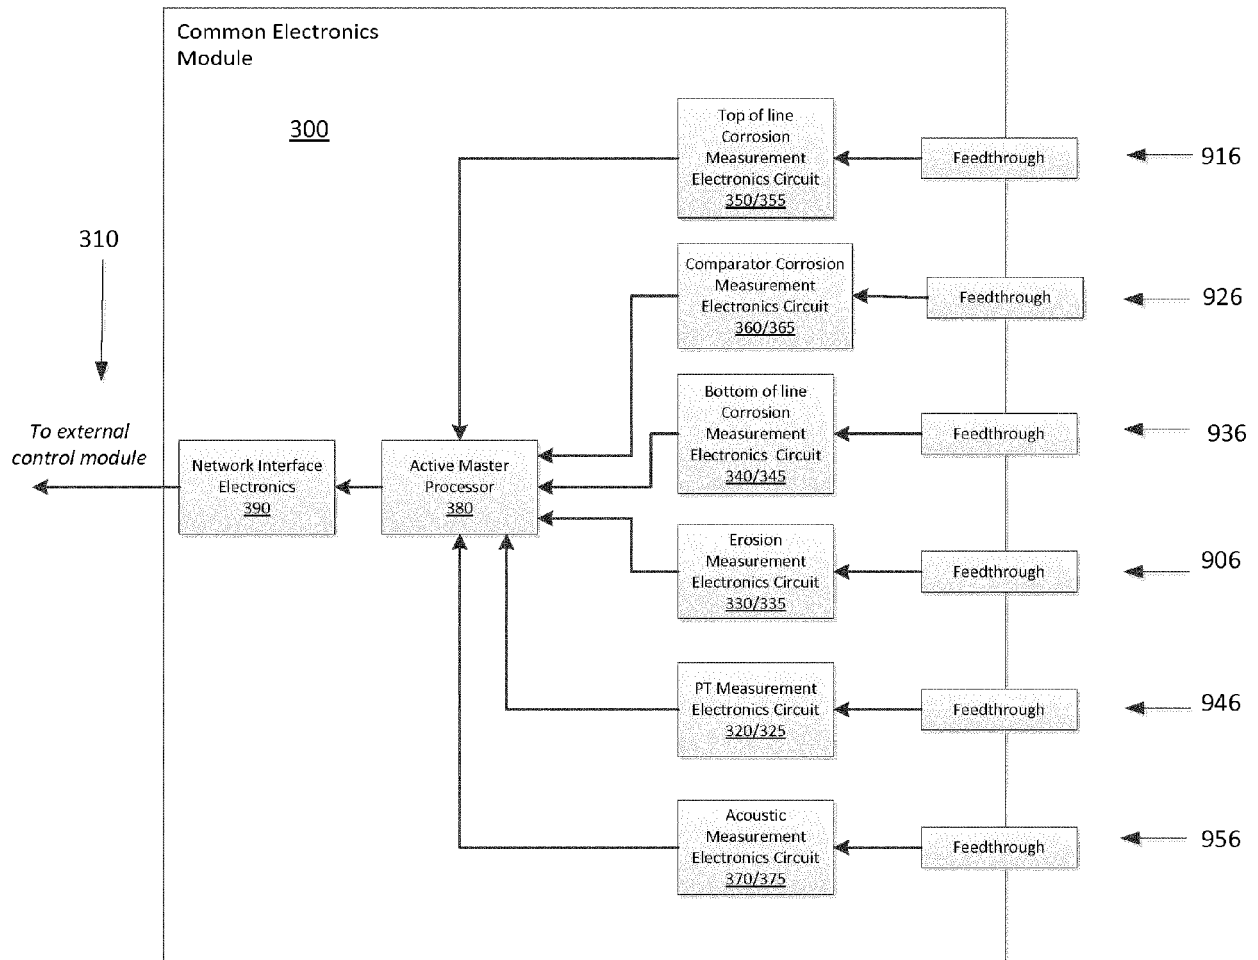 Common Electronics
Module
300
Top of line
Corrosion
Measurement
Electronics Circuit
350/355
Feedthrough
916
310
Comparator Corrosion
Measurement
Electronics Circuit
360/365
Feedthrough
926
Bottom of line
Corrosion
Measurement
Electronics Circuit
340/345
Feedthrough
936
To external
control module
Network Interface
Electronics
390
Active Master
Processor
380
Erosion
Measurement
Electronics Circuit
330/335
Feedthrough
906
PT Measurement
Electronics Circuit
320/325
Feedthrough
946
Acoustic
Measurement
Electronics Circuit
370/375
Feedthrough
956